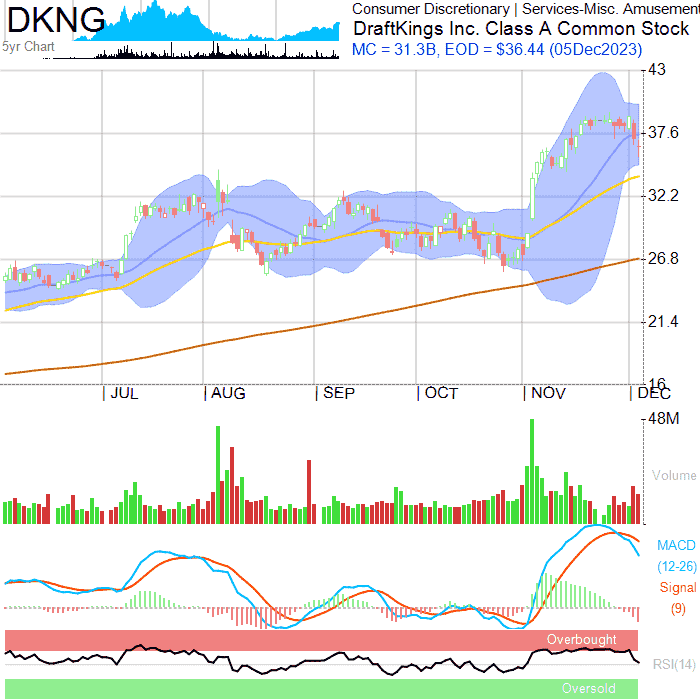 DKNG
5yr Chart
Consumer Discretionary | Services-Misc. Amusement
DraftKings Inc. Class A Common Stock
MC = 31.3B, EOD = $36.44 (05Dec2023)
43
37.6
32.2
26.8
21.4
16
JUL AUG SEP OCT NOV DEC
48M
Volume
MACD
(12-26)
Signal
(9)
Overbought
RSI(14)
Oversold